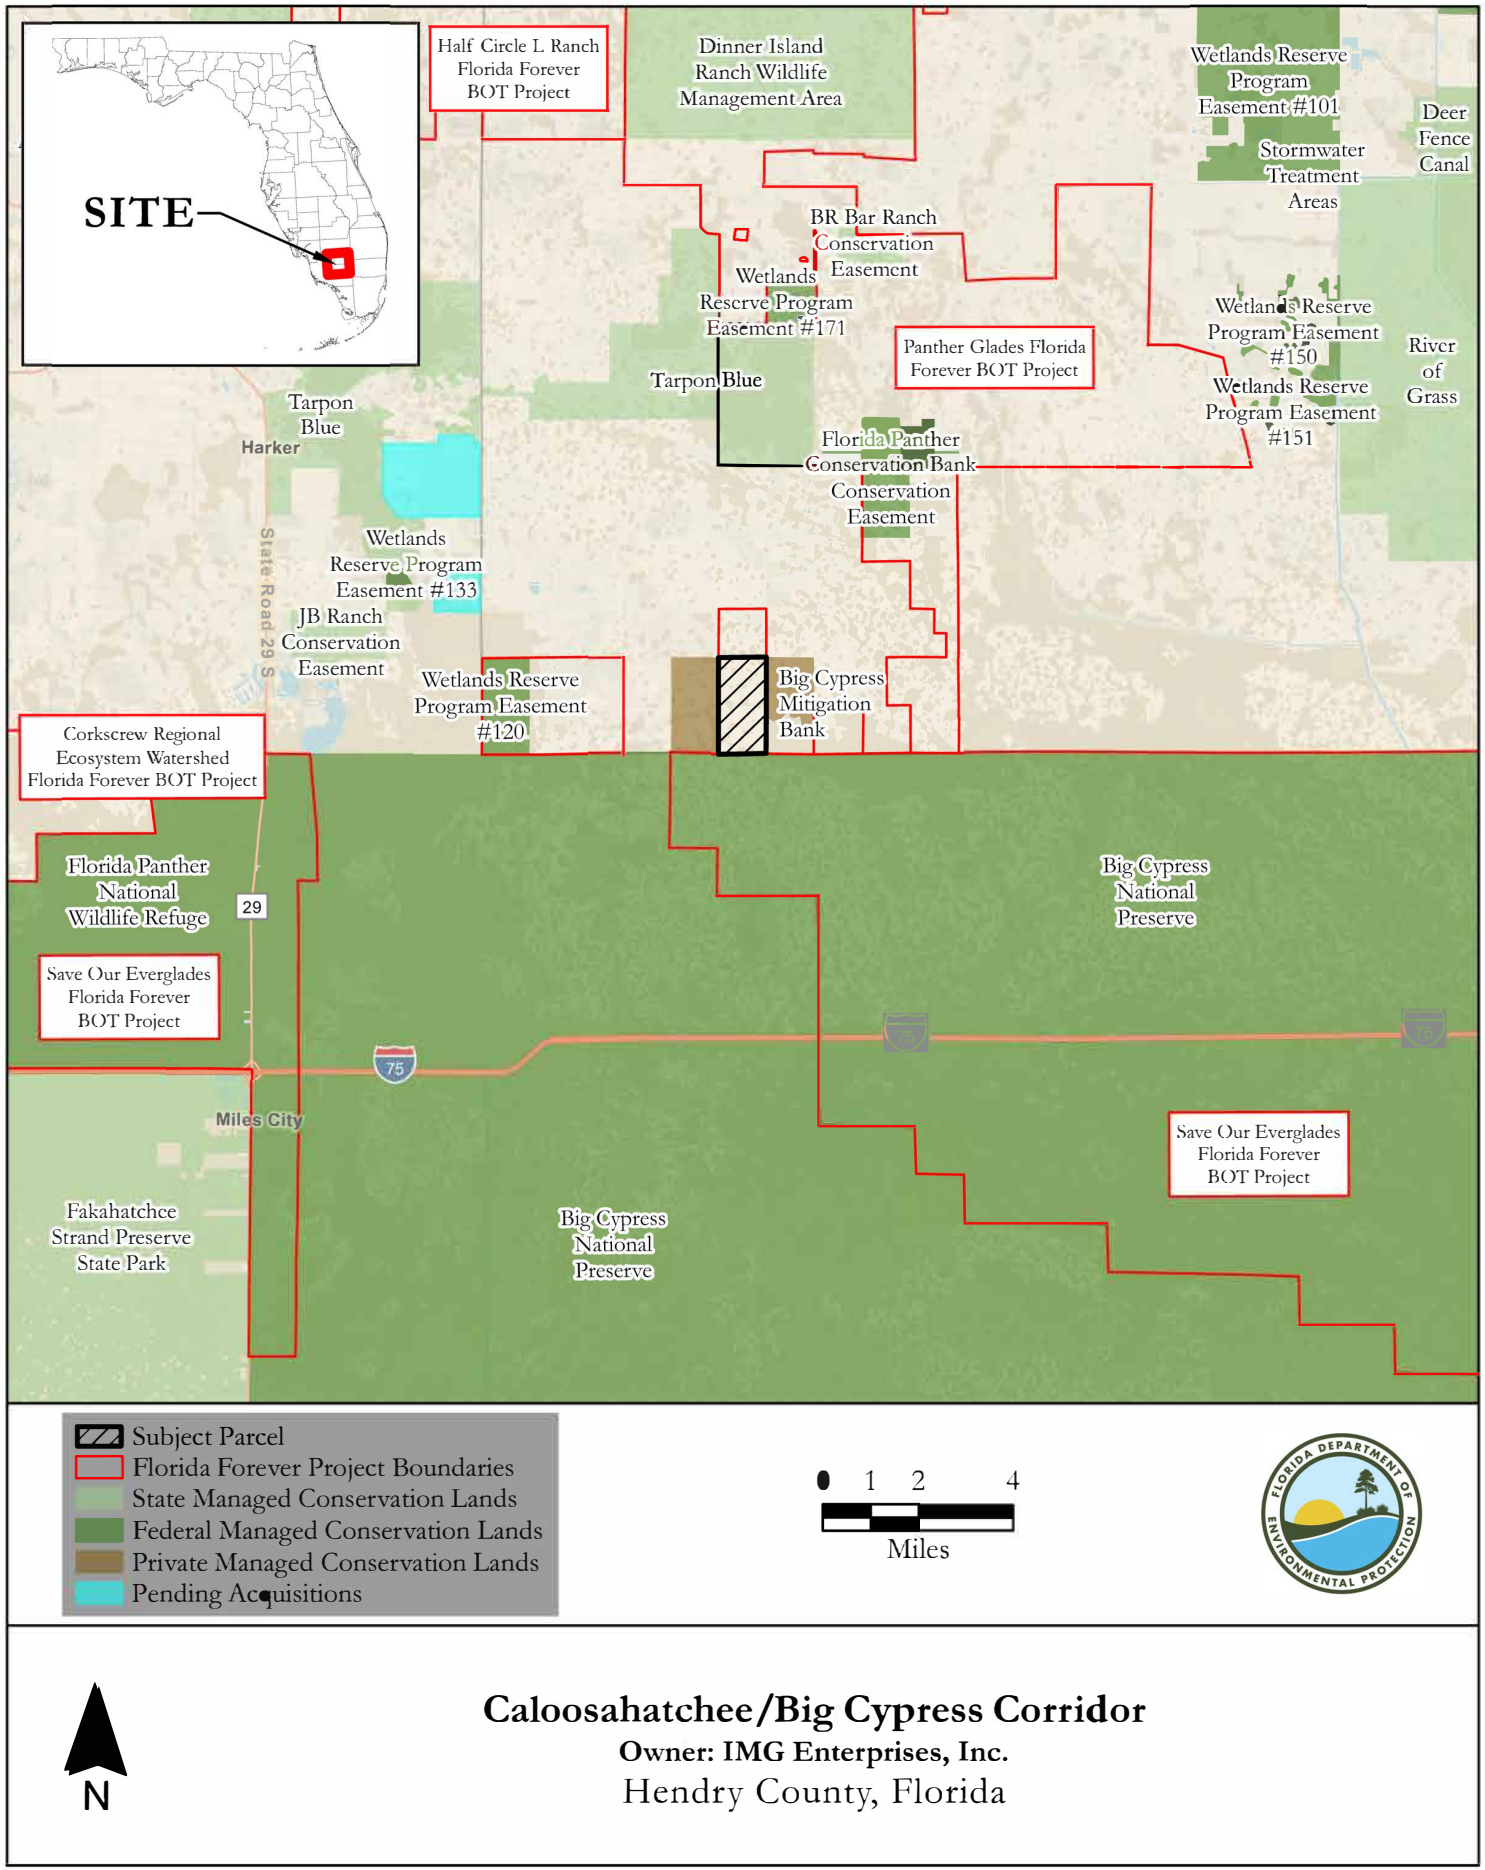 SITE
Half Circle L Ranch
Florida Forever
BOT Project
Dinner Island
Ranch Wildlife
Management Area
Wetlands Reserve
Program
Easement #101
Stormwater
Treatment
Areas
Deer
Fence
Canal
BR Bar Ranch
Conservation
Easement
Wetlands
Reserve Program
Easement #171
Panther Glades Florida
Forever BOT Project
Wetlands Reserve
Program Easement
#150
Wetlands Reserve
Program Easement
#151
River
of
Grass
Tarpon Blue
Tarpon
Blue
Harker
Florida Panther
Conservation Bank
Conservation
Easement
State Road 29 S
Wetlands
Reserve Program
Easement #133
JB Ranch
Conservation
Easement
Wetlands Reserve
Program Easement
#120
Big Cypress
Mitigation
Bank
Corkscrew Regional
Ecosystem Watershed
Florida Forever BOT Project
Florida Panther
National
Wildlife Refuge
29
Big Cypress
National
Preserve
Save Our Everglades
Florida Forever
BOT Project
75
75
75
Miles City
Save Our Everglades
Florida Forever
BOT Project
Fakahatchee
Strand Preserve
State Park
Big Cypress
National
Preserve
Subject Parcel
Florida Forever Project Boundaries
State Managed Conservation Lands
Federal Managed Conservation Lands
Private Managed Conservation Lands
Pending Acquisitions
0 1 2 4
Miles
FLORIDA DEPARTMENT OF
ENVIRONMENTAL PROTECTION
N
Caloosahatchee/Big Cypress Corridor
Owner: IMG Enterprises, Inc.
Hendry County, Florida